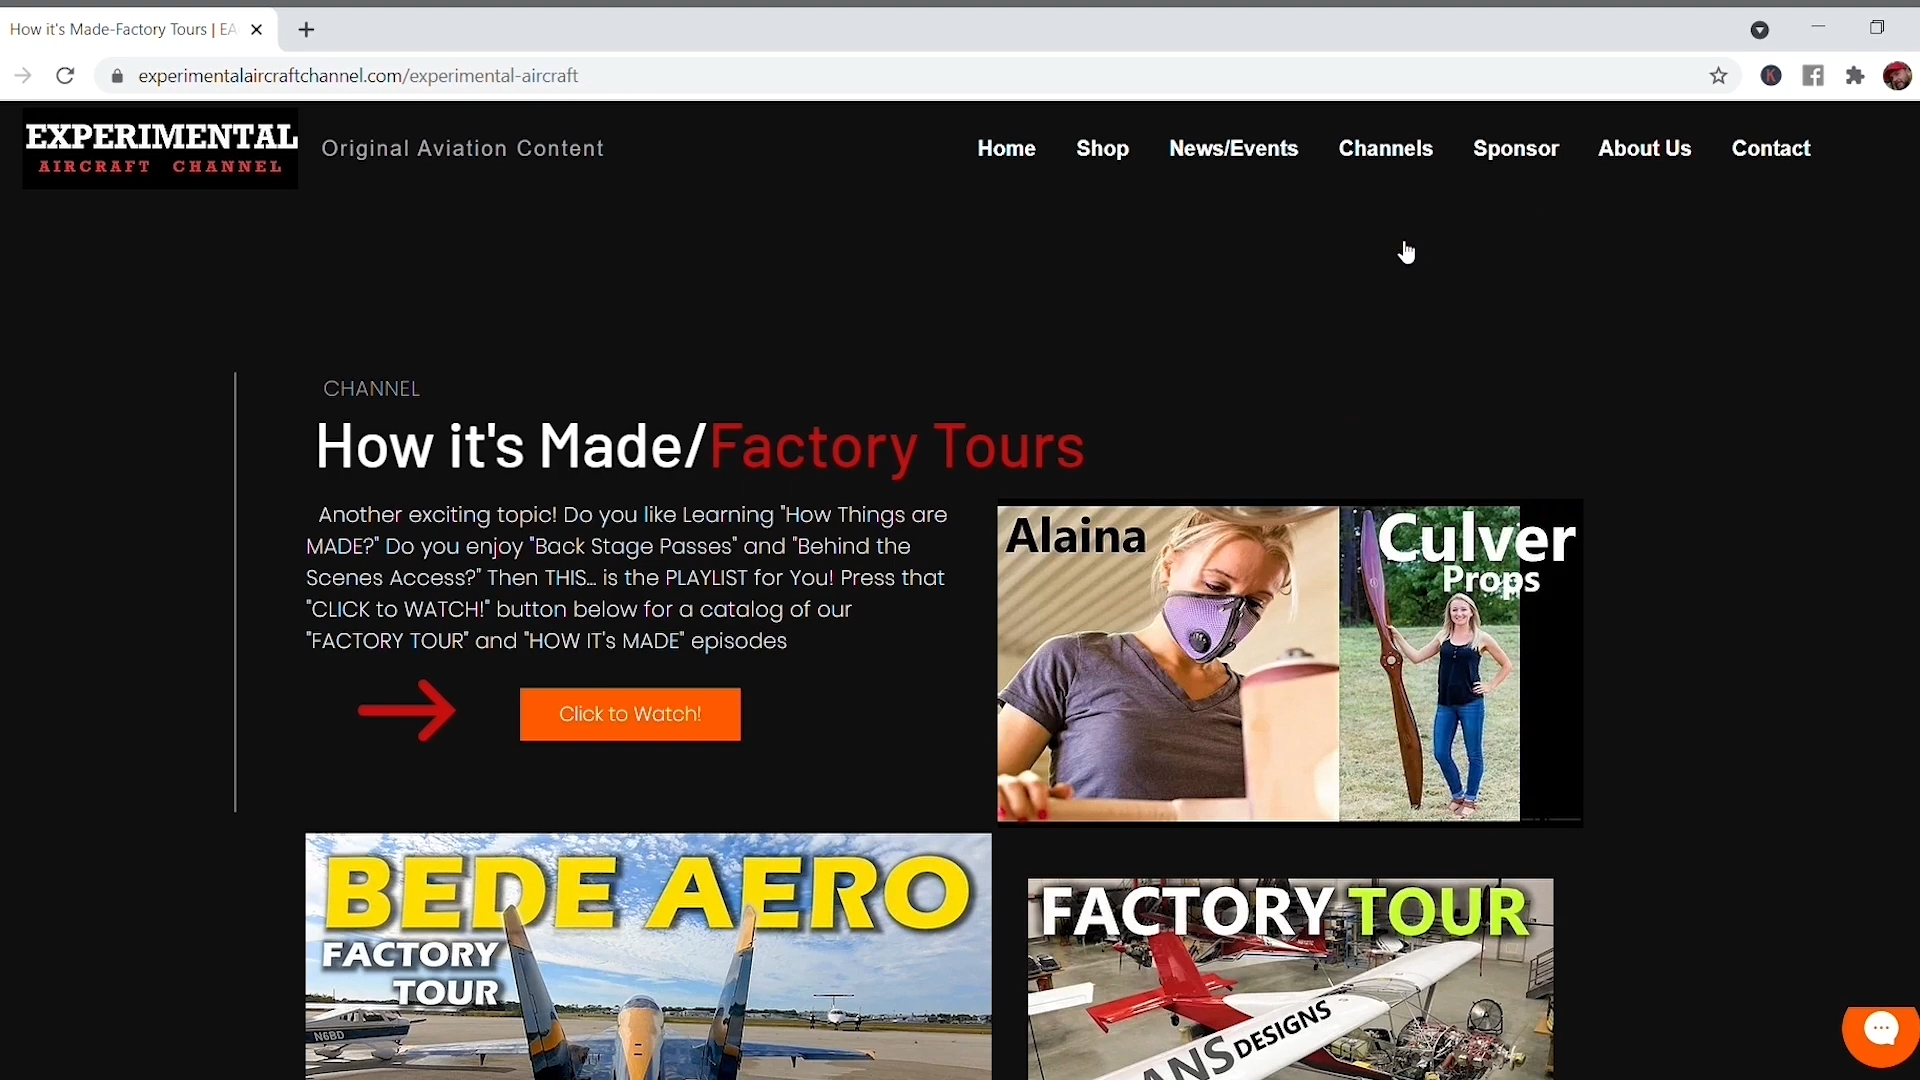 How it's Made-Factory Tours | EA
experimentalaircraftchannel.com/experimental-aircraft
K
EXPERIMENTAL
AIRCRAFT CHANNEL
Original Aviation Content
Home
Shop
News/Events
Channels
Sponsor
About Us
Contact
CHANNEL
How it's Made/Factory Tours
Another exciting topic! Do you like Learning "How Things are
MADE?" Do you enjoy "Back Stage Passes" and "Behind the
Scenes Access?" Then THIS... is the PLAYLIST for You! Press that
"CLICK to WATCH!" button below for a catalog of our
"FACTORY TOUR" and "HOW IT's MADE" episodes
Click to Watch!
Alaina
Culver
Props
BEDE AERO
FACTORY
TOUR
N6BD
FACTORY TOUR
ANS DESIGNS